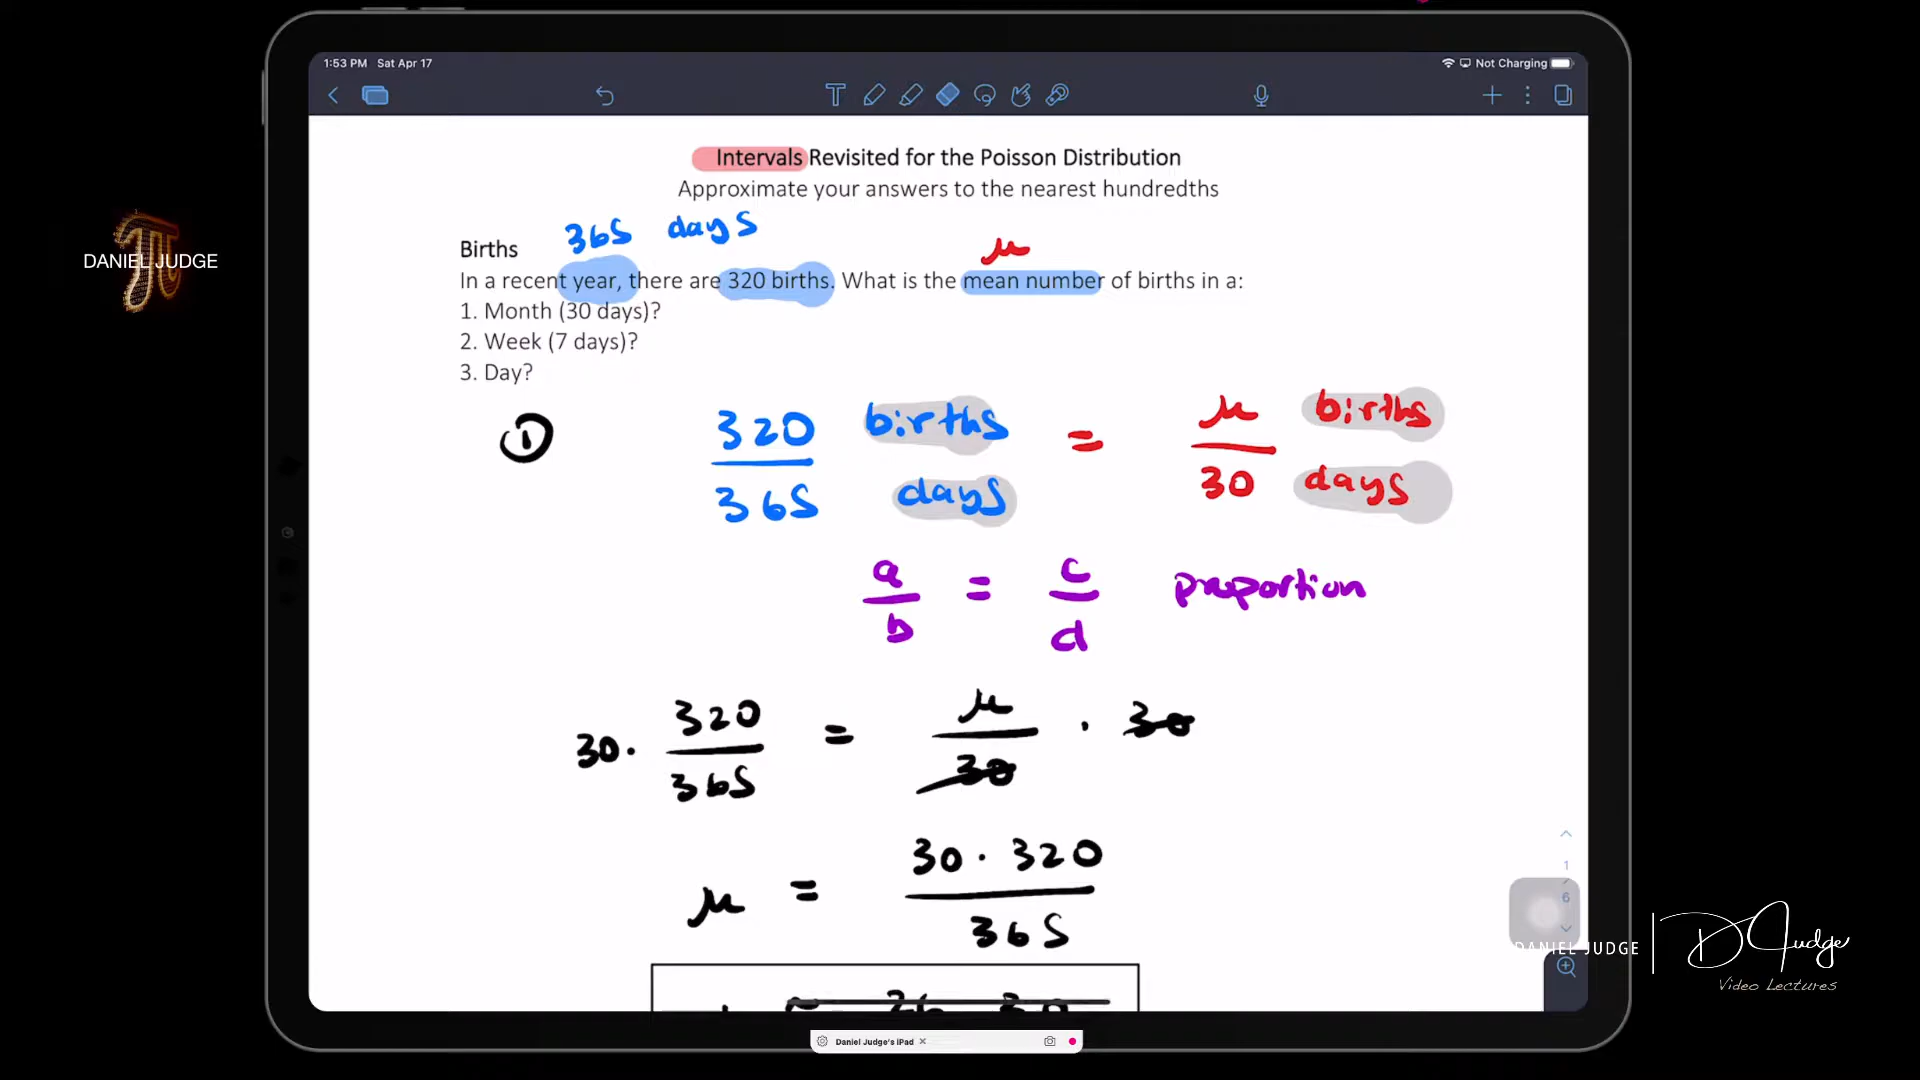 1:53 PM Sat Apr 17
Not Charging
Intervals Revisited for the Poisson Distribution
Approximate your answers to the nearest hundredths
365 days
Births
μ
In a recent year, there are 320 births. What is the mean number of births in a:
1. Month (30 days)?
2. Week (7 days)?
3. Day?
DANIEL JUDGE
① 320 births = μ births
365 days 30 days
a = c proportion
b d
30 · 320 = μ · 30
365 30
μ = 30 · 320
365
1
6
DANIEL JUDGE
DJudge
Video Lectures
Daniel Judge's iPad